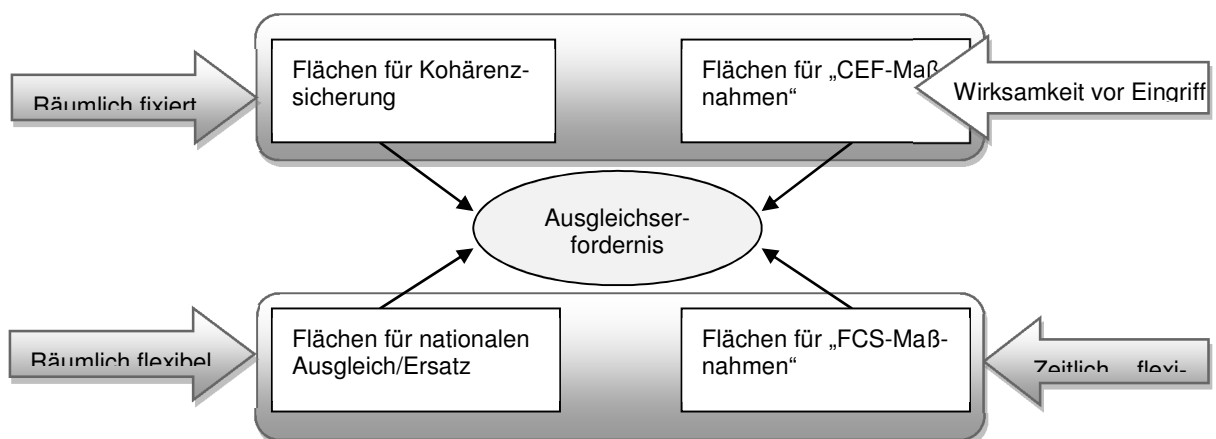 Flächen für Kohärenz-
sicherung
Flächen für „CEF-Maß
nahmen“
Räumlich fixiert
Wirksamkeit vor Eingriff
Ausgleichser-
fordernis
Flächen für nationalen
Ausgleich/Ersatz
Flächen für „FCS-Maß-
nahmen“
Räumlich flexibel
Zeitlich flexi-